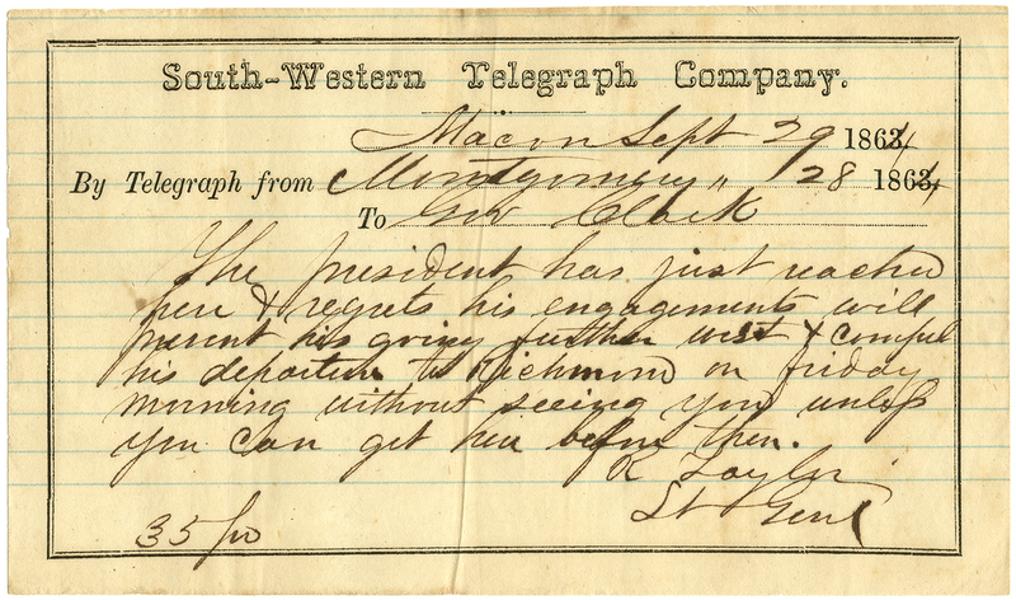 South-Western Telegraph Company.
Macon Sept 29 1864
By Telegraph from Montgomery " 28 1864
To Gov Clark
The president has just reached
here & regrets his engagements will
prevent his going further west & compel
his departure to Richmond on friday
morning without seeing you unless
you can get here before then.
R Taylor
Lt Genl
35